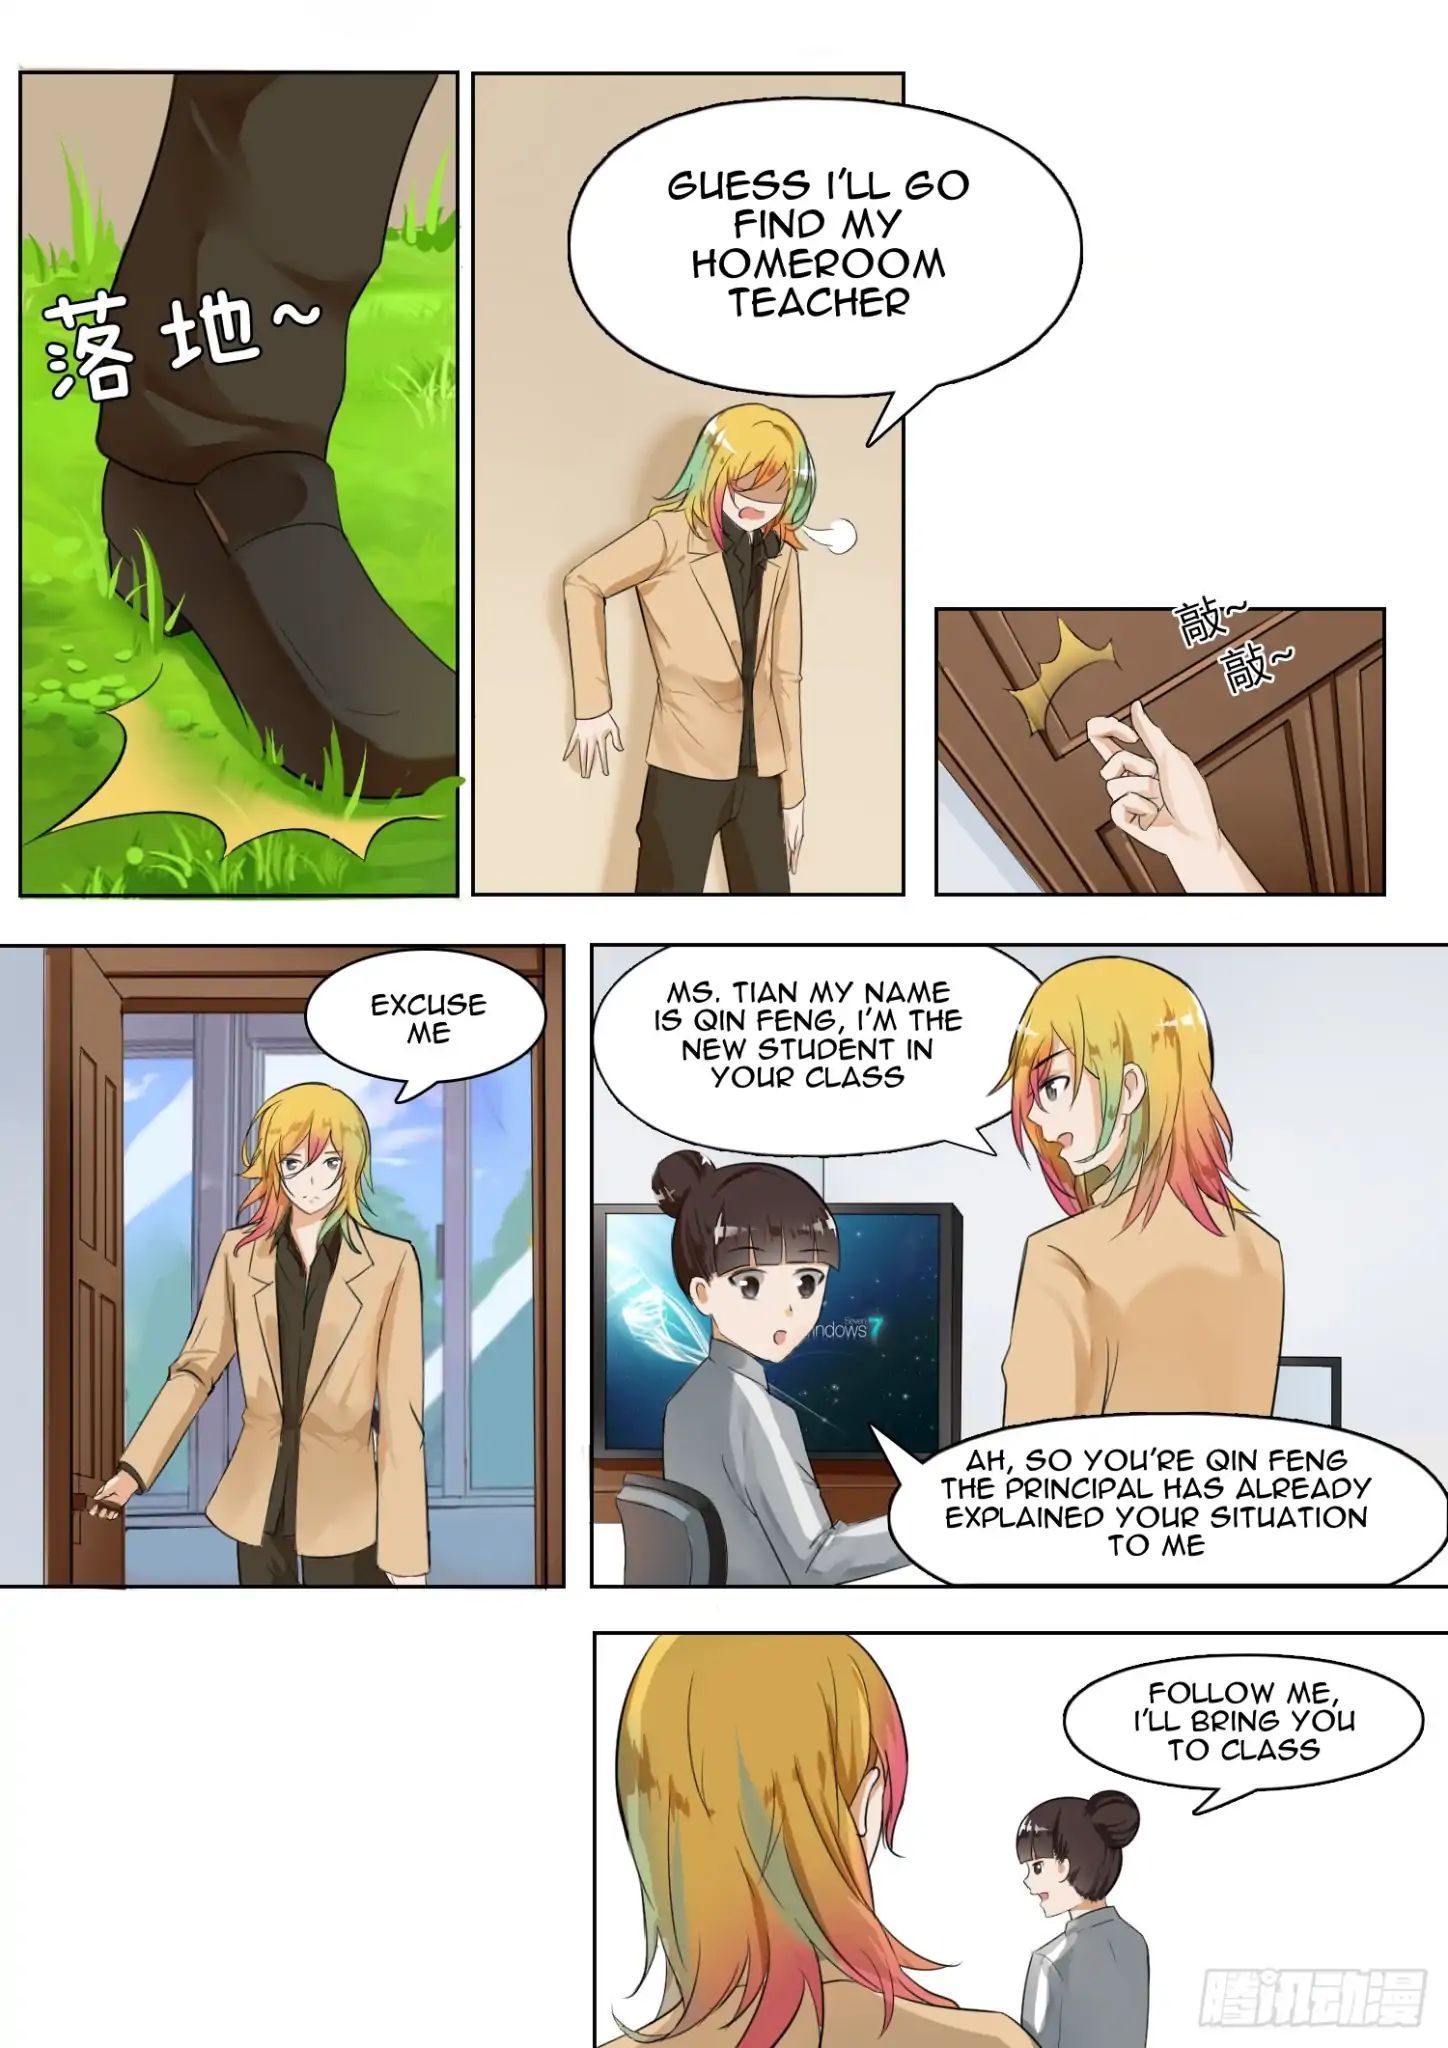 落地~
GUESS I'LL GO
FIND MY
HOMEROOM
TEACHER
敲~
敲~
EXCUSE
ME
MS. TIAN MY NAME
IS QIN FENG, I'M THE
NEW STUDENT IN
YOUR CLASS
Seven
indows 7
AH, SO YOU'RE QIN FENG
THE PRINCIPAL HAS ALREADY
EXPLAINED YOUR SITUATION
TO ME
FOLLOW ME,
I'LL BRING YOU
TO CLASS
腾讯动漫